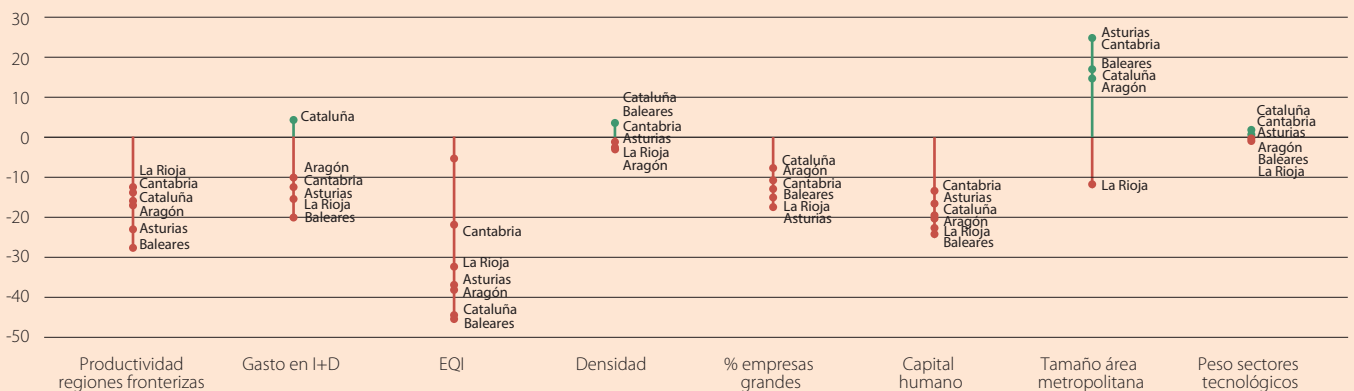 30
20
10
0
-10
-20
-30
-40
-50
La Rioja
Cantabria
Cataluña
Aragón
Asturias
Baleares
Cataluña
Aragón
Cantabria
Asturias
La Rioja
Baleares
Cantabria
La Rioja
Asturias
Aragón
Cataluña
Baleares
Cataluña
Baleares
Cantabria
Asturias
La Rioja
Aragón
Cataluña
Aragón
Cantabria
Baleares
La Rioja
Asturias
Cantabria
Asturias
Cataluña
Aragón
La Rioja
Baleares
Asturias
Cantabria
Baleares
Cataluña
Aragón
La Rioja
Cataluña
Cantabria
Asturias
Aragón
Baleares
La Rioja
Productividad
regiones fronterizas
Gasto en I+D
EQI
Densidad
% empresas
grandes
Capital
humano
Tamaño área
metropolitana
Peso sectores
tecnológicos